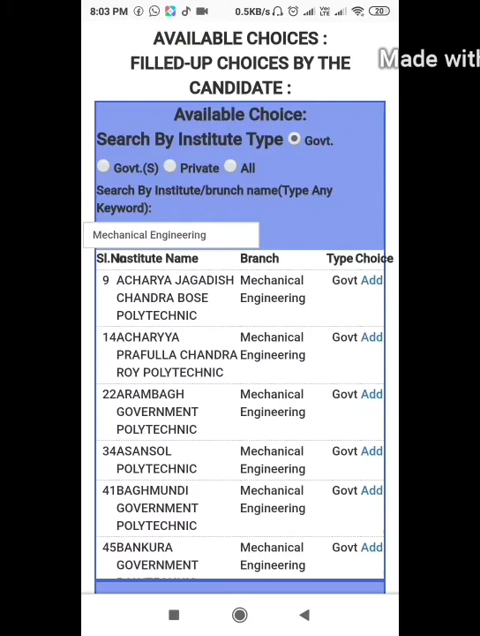 8:03 PM 0.5KB/s 20
AVAILABLE CHOICES :
FILLED-UP CHOICES BY THE
CANDIDATE :
Made with
Available Choice:
Search By Institute Type Govt.
Govt.(S) Private All
Search By Institute/brunch name(Type Any
Keyword):
Mechanical Engineering
Sl.No Institute Name Branch Type Choice
9 ACHARYA JAGADISH Mechanical Govt Add
CHANDRA BOSE Engineering
POLYTECHNIC
14 ACHARYYA Mechanical Govt Add
PRAFULLA CHANDRA Engineering
ROY POLYTECHNIC
22 ARAMBAGH Mechanical Govt Add
GOVERNMENT Engineering
POLYTECHNIC
34 ASANSOL Mechanical Govt Add
POLYTECHNIC Engineering
41 BAGHMUNDI Mechanical Govt Add
GOVERNMENT Engineering
POLYTECHNIC
45 BANKURA Mechanical Govt Add
GOVERNMENT Engineering